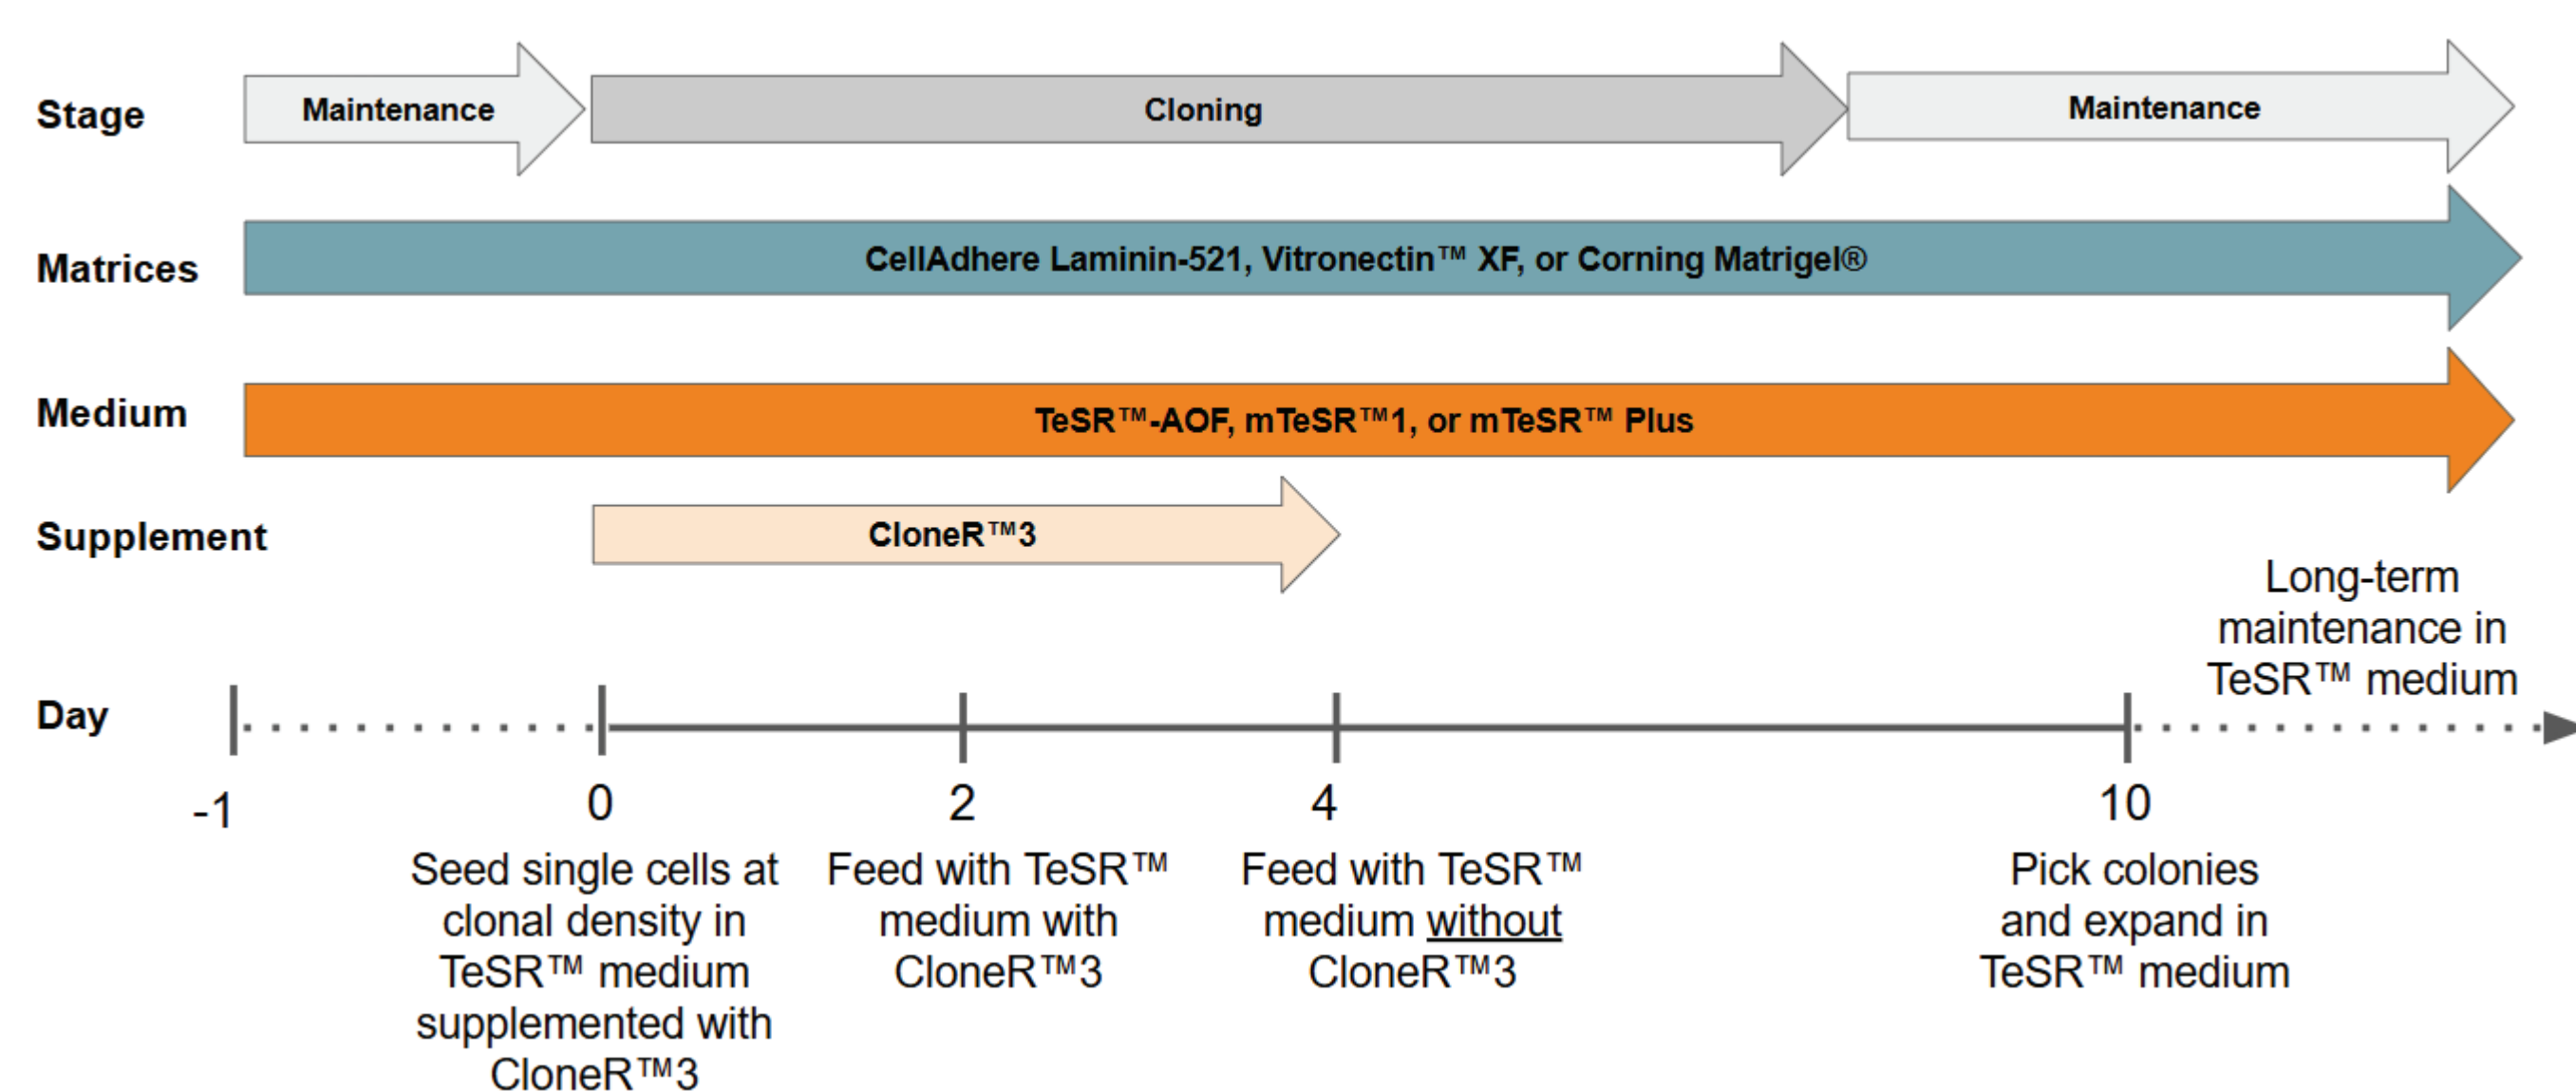 Stage
Maintenance
Cloning
Maintenance
Matrices
CellAdhere Laminin-521, Vitronectin™ XF, or Corning Matrigel®
Medium
TeSR™-AOF, mTeSR™1, or mTeSR™ Plus
Supplement
CloneR™3
Long-term
maintenance in
TeSR™ medium
Day
-1
0
2
4
10
Seed single cells at
clonal density in
TeSR™ medium
supplemented with
CloneR™3
Feed with TeSR™
medium with
CloneR™3
Feed with TeSR™
medium without
CloneR™3
Pick colonies
and expand in
TeSR™ medium